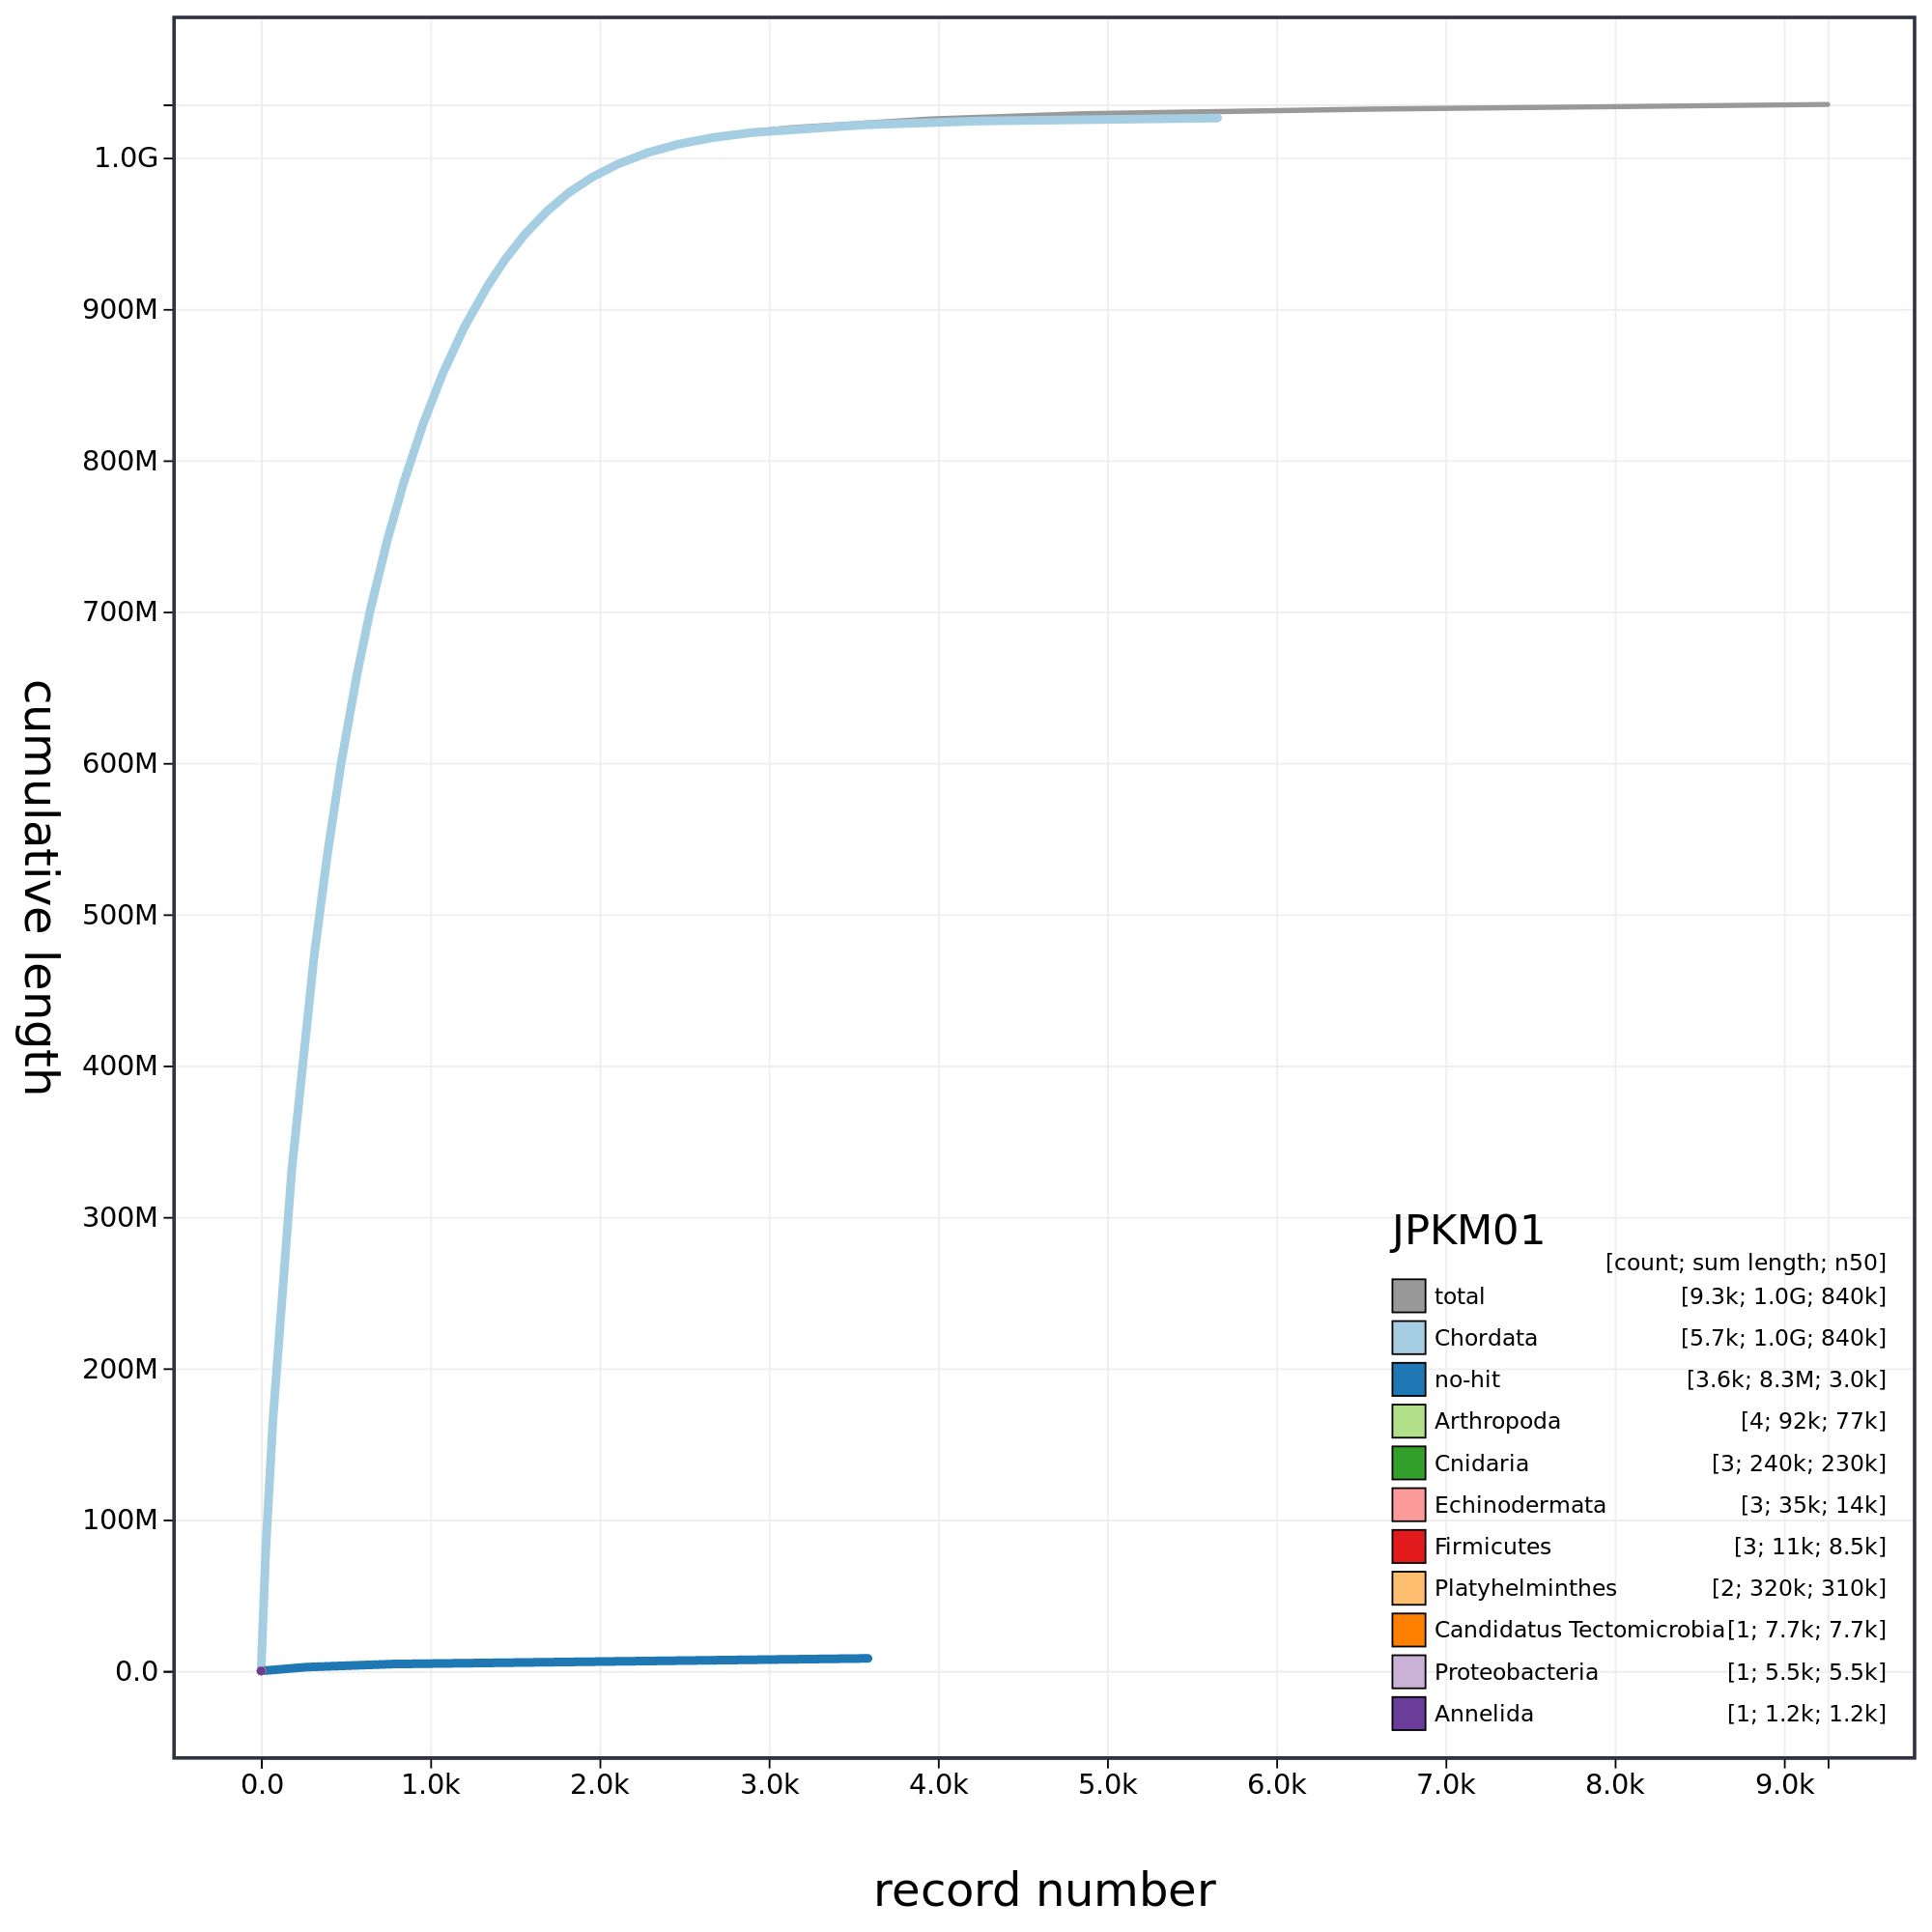 1.0G
900M
800M
700M
600M
500M
400M
300M
200M
100M
0.0
cumulative length
0.0 1.0k 2.0k 3.0k 4.0k 5.0k 6.0k 7.0k 8.0k 9.0k
record number
JPKM01
[count; sum length; n50]
total [9.3k; 1.0G; 840k]
Chordata [5.7k; 1.0G; 840k]
no-hit [3.6k; 8.3M; 3.0k]
Arthropoda [4; 92k; 77k]
Cnidaria [3; 240k; 230k]
Echinodermata [3; 35k; 14k]
Firmicutes [3; 11k; 8.5k]
Platyhelminthes [2; 320k; 310k]
Candidatus Tectomicrobia [1; 7.7k; 7.7k]
Proteobacteria [1; 5.5k; 5.5k]
Annelida [1; 1.2k; 1.2k]